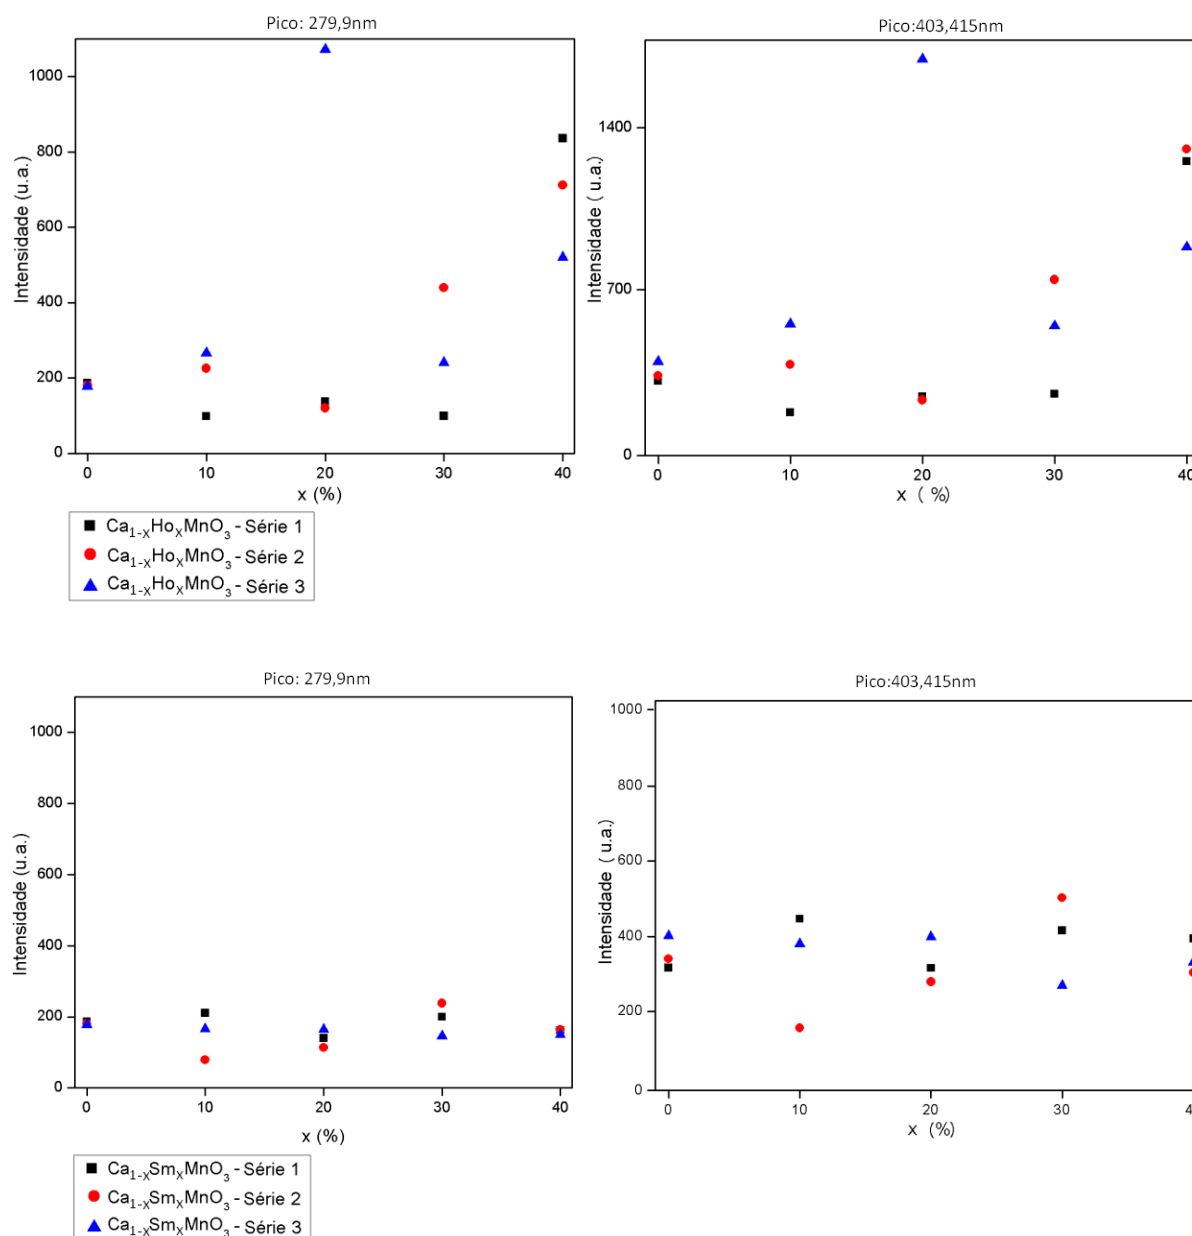 Pico: 279,9nm
1000
800
600
400
200
0
Intensidade (u.a.)
0 10 20 30 40
x (%)
Pico:403,415nm
1400
700
0
Intensidade ( u.a.)
0 10 20 30 40
x ( %)
Ca1-xHoxMnO3 - Série 1
Ca1-xHoxMnO3 - Série 2
Ca1-xHoxMnO3 - Série 3
Pico: 279,9nm
1000
800
600
400
200
0
Intensidade (u.a.)
0 10 20 30 40
x (%)
Pico:403,415nm
1000
800
600
400
200
0
Intensidade ( u.a.)
0 10 20 30 4
x (%)
Ca1-xSmxMnO3 - Série 1
Ca1-xSmxMnO3 - Série 2
Ca1-xSmxMnO3 - Série 3